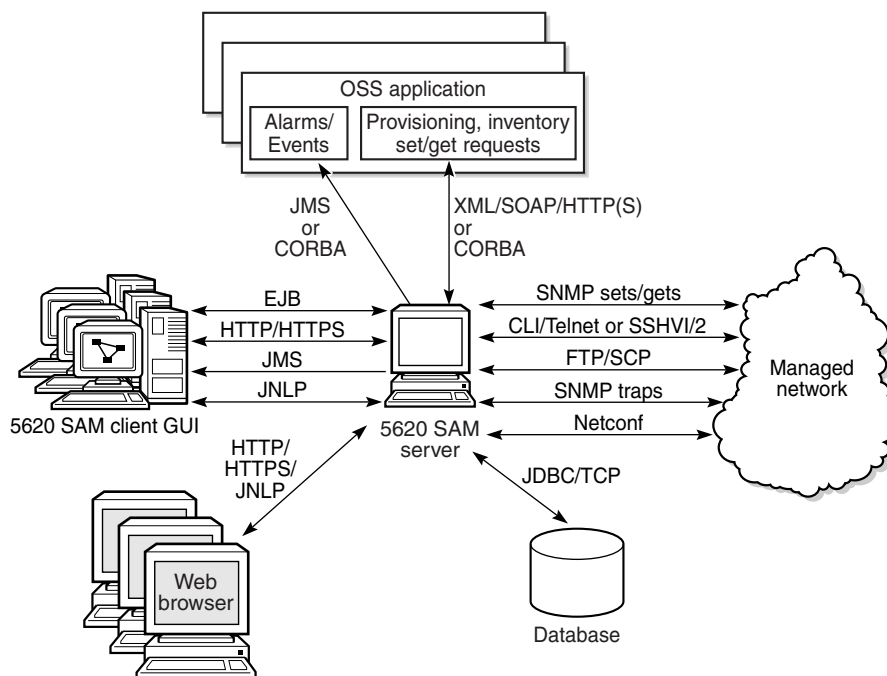 OSS application
Alarms/
Events
Provisioning, inventory
set/get requests
JMS
or
CORBA
XML/SOAP/HTTP(S)
or
CORBA
EJB
HTTP/HTTPS
JMS
JNLP
5620 SAM client GUI
SNMP sets/gets
CLI/Telnet or SSHVI/2
FTP/SCP
SNMP traps
Netconf
Managed
network
5620 SAM
server
HTTP/
HTTPS/
JNLP
JDBC/TCP
Web
browser
Database